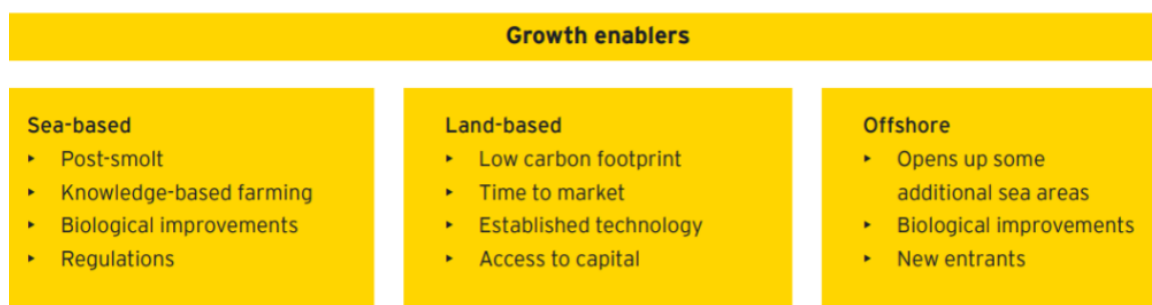 Growth enablers
Sea-based
‣ Post-smolt
‣ Knowledge-based farming
‣ Biological improvements
‣ Regulations
Land-based
‣ Low carbon footprint
‣ Time to market
‣ Established technology
‣ Access to capital
Offshore
‣ Opens up some
additional sea areas
‣ Biological improvements
‣ New entrants